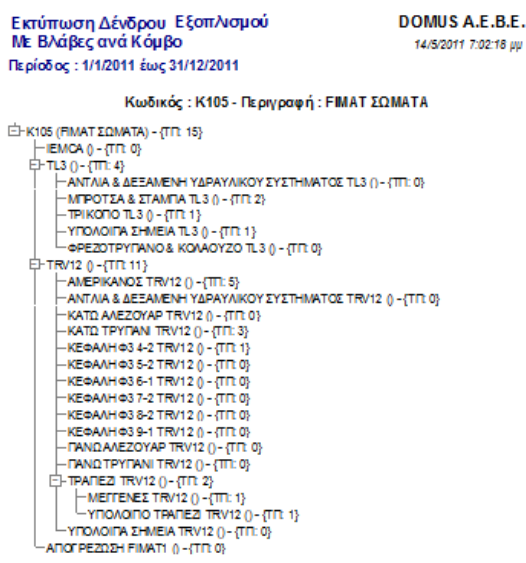 Εκτύπωση Δένδρου Εξοπλισμού
DOMUS A.E.B.E.
Με Βλάβες ανά Κόμβο
14/5/2011 7:02:18 μμ
Περίοδος : 1/1/2011 έως 31/12/2011
Κωδικός : K105 - Περιγραφή : FIMAT ΣΩΜΑΤΑ
K105 (FIMAT ΣΩΜΑΤΑ) - {ΤΠ: 15}
IEMCA () - {ΤΠ: 0}
TL3 () - {ΤΠ: 4}
ΑΝΤΛΙΑ & ΔΕΞΑΜΕΝΗ ΥΔΡΑΥΛΙΚΟΥ ΣΥΣΤΗΜΑΤΟΣ TL3 () - {ΤΠ: 0}
ΜΠΡΟΤΣΑ & ΣΤΑΜΠΑ TL3 () - {ΤΠ: 2}
ΤΡΙΚΟΠΟ TL3 () - {ΤΠ: 1}
ΥΠΟΛΟΙΠΑ ΣΗΜΕΙΑ TL3 () - {ΤΠ: 1}
ΦΡΕΖΟΤΡΥΠΑΝΟ & ΚΟΛΑΟΥΖΟ TL3 () - {ΤΠ: 0}
TRV12 () - {ΤΠ: 11}
ΑΜΕΡΙΚΑΝΟΣ TRV12 () - {ΤΠ: 5}
ΑΝΤΛΙΑ & ΔΕΞΑΜΕΝΗ ΥΔΡΑΥΛΙΚΟΥ ΣΥΣΤΗΜΑΤΟΣ TRV12 () - {ΤΠ: 0}
ΚΑΤΩ ΑΛΕΖΟΥΑΡ TRV12 () - {ΤΠ: 0}
ΚΑΤΩ ΤΡΥΠΑΝΙ TRV12 () - {ΤΠ: 3}
ΚΕΦΑΛΗ Φ3 4-2 TRV12 () - {ΤΠ: 1}
ΚΕΦΑΛΗ Φ3 5-2 TRV12 () - {ΤΠ: 0}
ΚΕΦΑΛΗ Φ3 6-1 TRV12 () - {ΤΠ: 0}
ΚΕΦΑΛΗ Φ3 7-2 TRV12 () - {ΤΠ: 0}
ΚΕΦΑΛΗ Φ3 8-2 TRV12 () - {ΤΠ: 0}
ΚΕΦΑΛΗ Φ3 9-1 TRV12 () - {ΤΠ: 0}
ΠΑΝΩ ΑΛΕΖΟΥΑΡ TRV12 () - {ΤΠ: 0}
ΠΑΝΩ ΤΡΥΠΑΝΙ TRV12 () - {ΤΠ: 0}
ΤΡΑΠΕΖΙ TRV12 () - {ΤΠ: 2}
ΜΕΓΓΕΝΕΣ TRV12 () - {ΤΠ: 1}
ΥΠΟΛΟΙΠΟ ΤΡΑΠΕΖΙ TRV12 () - {ΤΠ: 1}
ΥΠΟΛΟΙΠΑ ΣΗΜΕΙΑ TRV12 () - {ΤΠ: 0}
ΑΠΟΓΡΕΖΩΣΗ FIMAT1 () - {ΤΠ: 0}